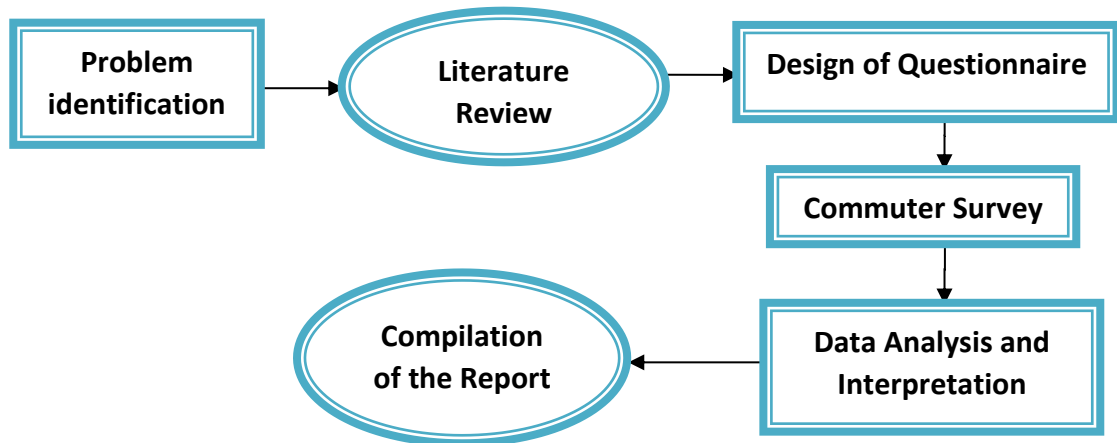 Problem
identification
Literature
Review
Design of Questionnaire
Commuter Survey
Data Analysis and
Interpretation
Compilation
of the Report